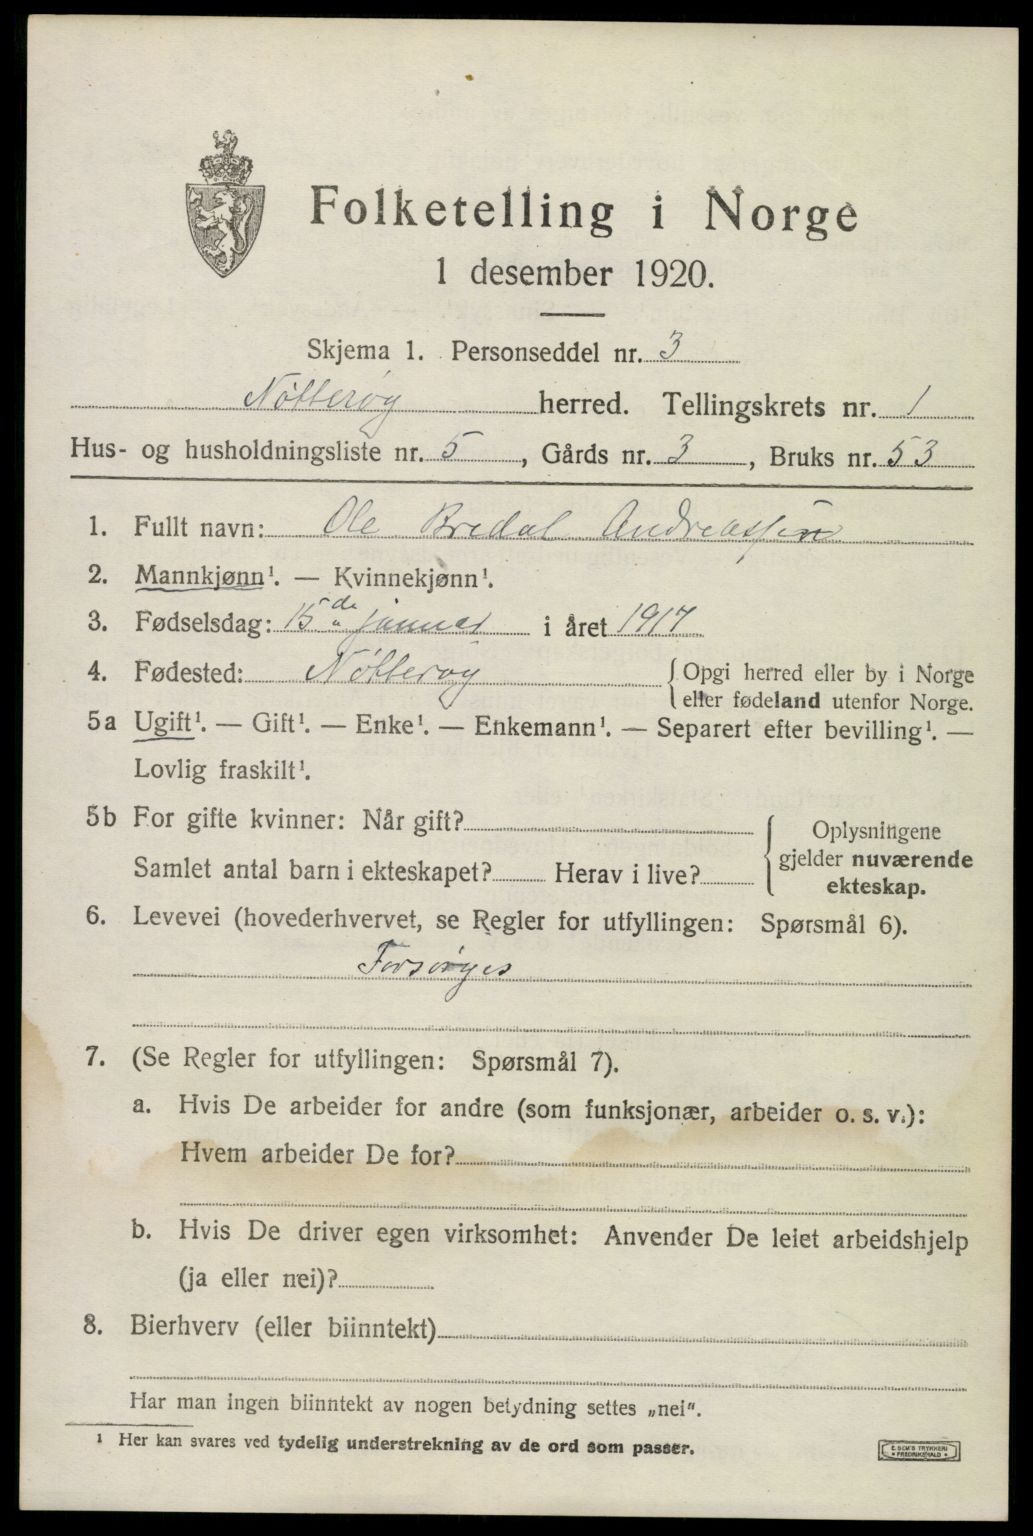 Folketelling i Norge
1 desember 1920.
Skjema 1. Personseddel nr. 3
Nøtterøy herred. Tellingskrets nr. 1
Hus- og husholdningsliste nr. 5, Gårds nr. 3, Bruks nr. 53
1. Fullt navn: Ole Bredal Andreassen
2. Mannkjønn¹. — Kvinnekjønn¹.
3. Fødselsdag: 15de januar i året 1917
4. Fødested: Nøtterøy { Opgi herred eller by i Norge
eller fødeland utenfor Norge.
5a Ugift¹. — Gift¹. — Enke¹. — Enkemann¹. — Separert efter bevilling¹. —
Lovlig fraskilt¹.
5b For gifte kvinner: Når gift?
Samlet antal barn i ekteskapet? Herav i live?
{ Oplysningene
gjelder nuværende
ekteskap.
6. Levevei (hovederhvervet, se Regler for utfyllingen: Spørsmål 6).
Forsørges
7. (Se Regler for utfyllingen: Spørsmål 7).
a. Hvis De arbeider for andre (som funksjonær, arbeider o. s. v.):
Hvem arbeider De for?
b. Hvis De driver egen virksomhet: Anvender De leiet arbeidshjelp
(ja eller nei)?
8. Bierhverv (eller biinntekt)
Har man ingen biinntekt av nogen betydning settes „nei".
¹ Her kan svares ved tydelig understrekning av de ord som passer.
E. SEM'S TRYKKERI
• FREDRIKSHALD •